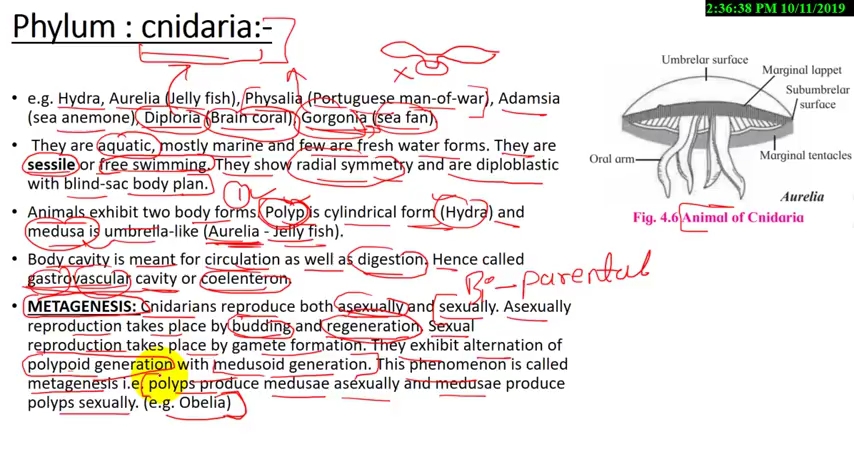 2:36:38 PM 10/11/2019
Phylum : cnidaria:-
• e.g. Hydra, Aurelia (Jelly fish), Physalia (Portuguese man-of-war), Adamsia
(sea anemone), Diploria (Brain coral), Gorgonia (sea fan).
• They are aquatic, mostly marine and few are fresh water forms. They are
sessile or free swimming. They show radial symmetry and are diploblastic
with blind-sac body plan.
• Animals exhibit two body forms Polyp is cylindrical form (Hydra) and
medusa is umbrella-like (Aurelia - Jelly fish).
• Body cavity is meant for circulation as well as digestion. Hence called
gastrovascular cavity or coelenteron.
• METAGENESIS: Cnidarians reproduce both asexually and sexually. Asexually
reproduction takes place by budding and regeneration. Sexual
reproduction takes place by gamete formation. They exhibit alternation of
polypoid generation with medusoid generation. This phenomenon is called
metagenesis i.e. polyps produce medusae asexually and medusae produce
polyps sexually. (e.g. Obelia)
parental
Umbrelar surface
Marginal lappet
Subumbrelar
surface
Oral arm
Marginal tentacles
Aurelia
Fig. 4.6 Animal of Cnidaria